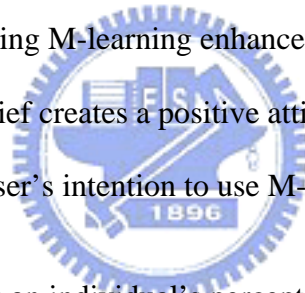 ing M-learning enhance
ief creates a positive atti
ser's intention to use M-
E S
1896
an individual's percept